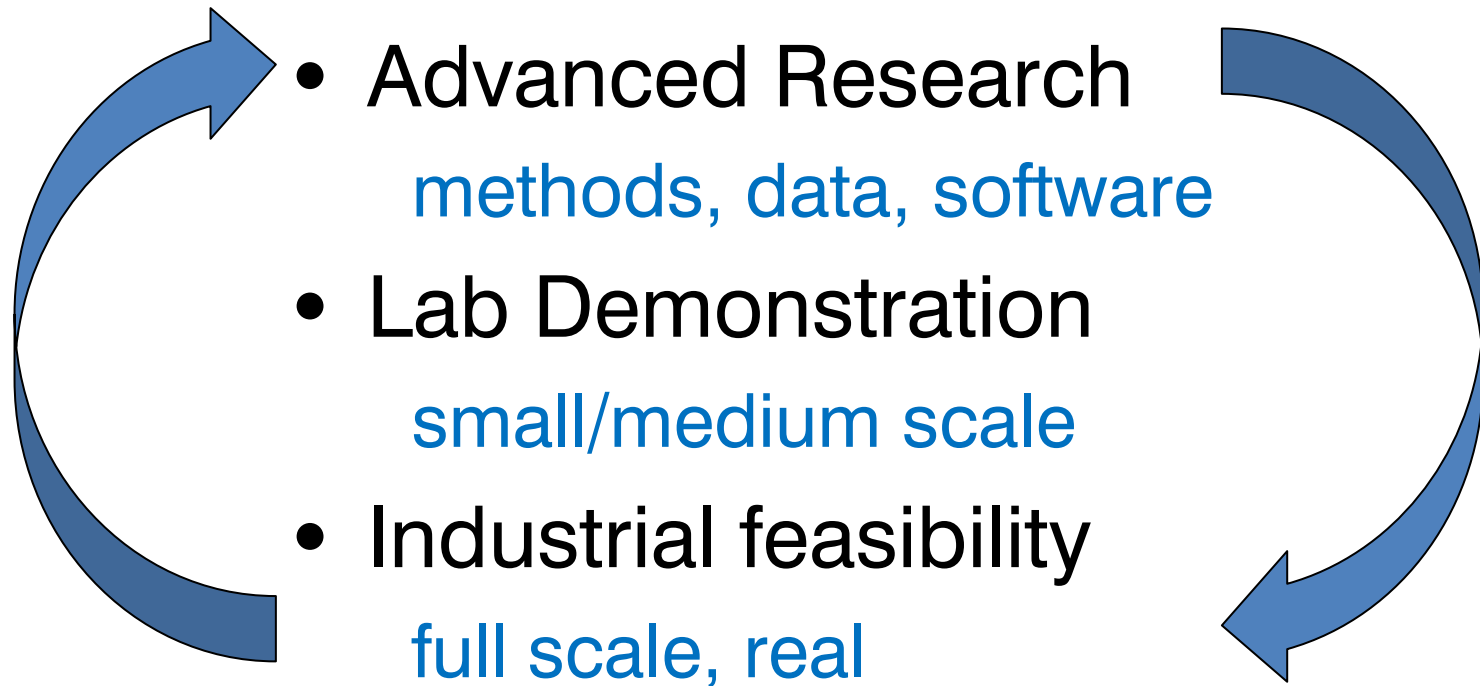 • Advanced Research
methods, data, software
• Lab Demonstration
small/medium scale
• Industrial feasibility
full scale, real